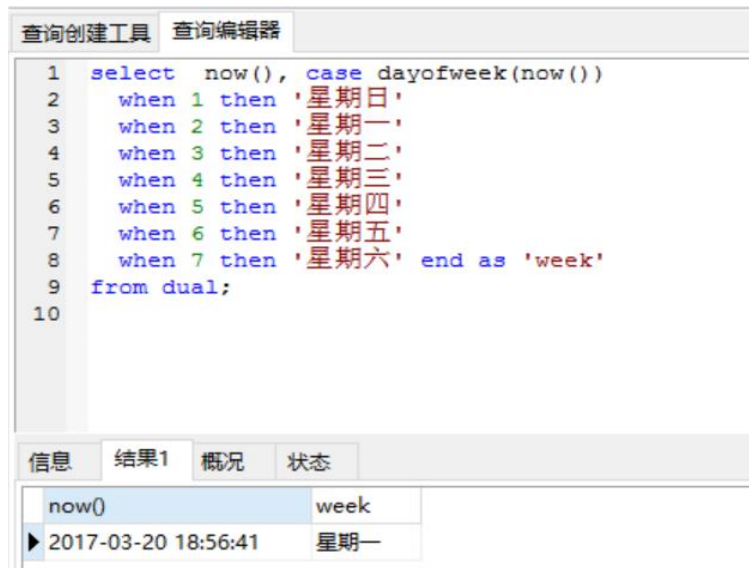 查询创建工具 查询编辑器
1 select  now(), case dayofweek(now())
2   when 1 then '星期日'
3   when 2 then '星期一'
4   when 3 then '星期二'
5   when 4 then '星期三'
6   when 5 then '星期四'
7   when 6 then '星期五'
8   when 7 then '星期六' end as 'week'
9 from dual;
10
信息 结果1 概况 状态
now() week
2017-03-20 18:56:41 星期一